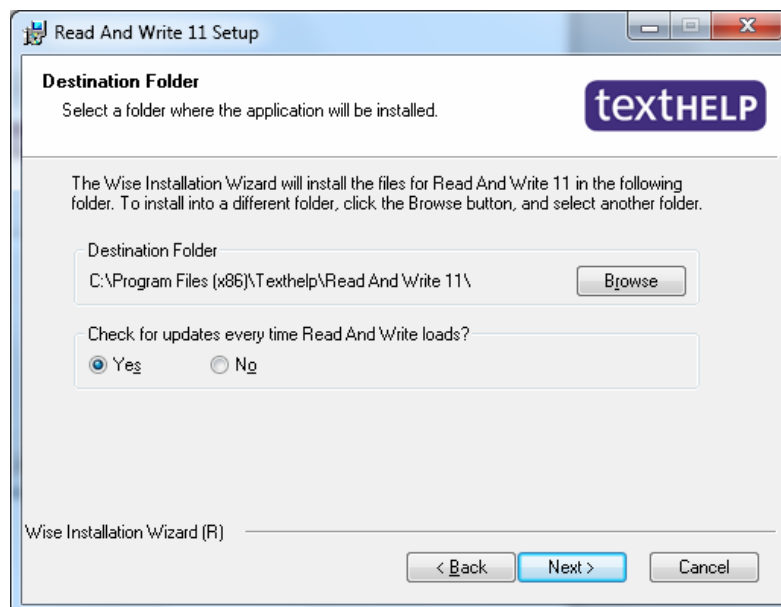 Read And Write 11 Setup
Destination Folder
Select a folder where the application will be installed.
textHELP
The Wise Installation Wizard will install the files for Read And Write 11 in the following
folder. To install into a different folder, click the Browse button, and select another folder.
Destination Folder
C:\Program Files (x86)\Texthelp\Read And Write 11\
Browse
Check for updates every time Read And Write loads?
Yes No
Wise Installation Wizard (R)
< Back Next > Cancel